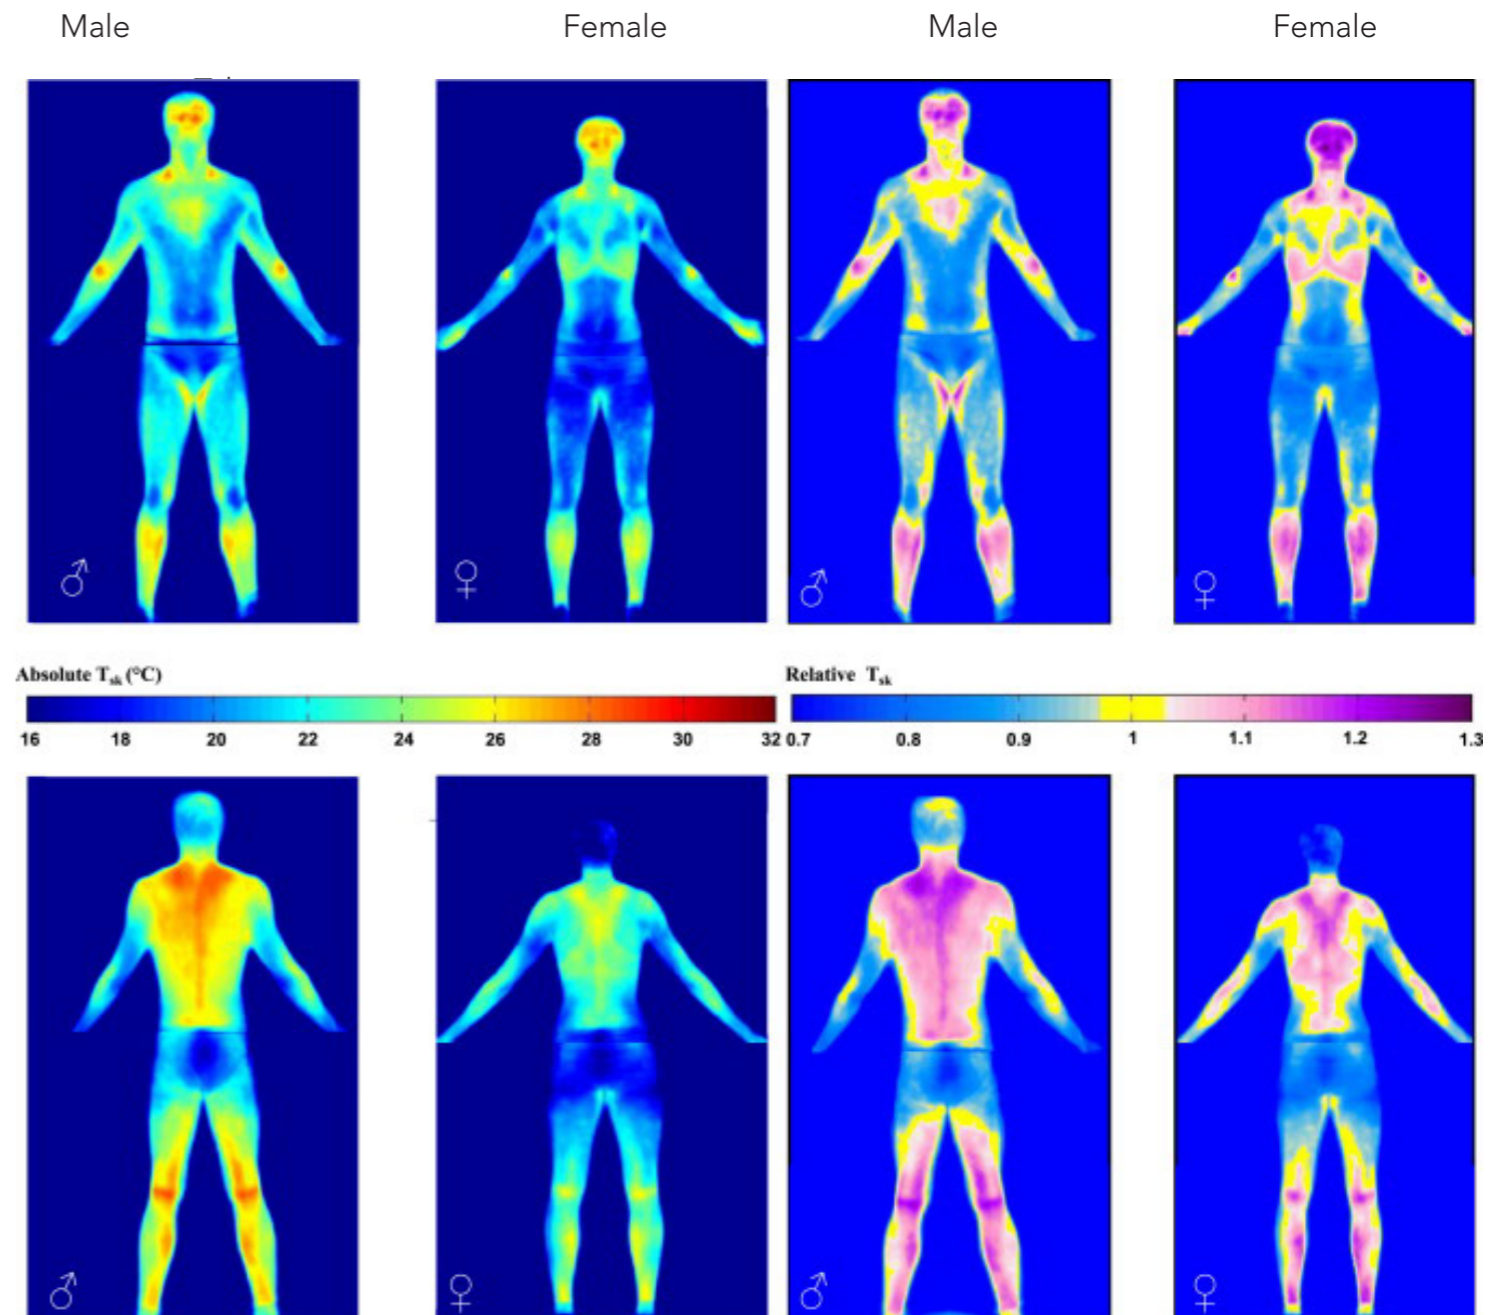 Male Female Male Female
♂ ♀ ♂ ♀
Absolute Tsk (°C) Relative Tsk
16 18 20 22 24 26 28 30 32 0.7 0.8 0.9 1 1.1 1.2 1.3
♂ ♀ ♂ ♀